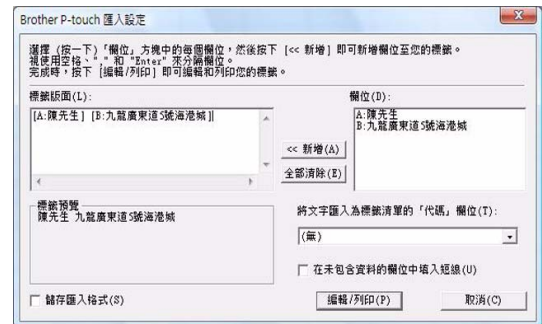 Brother P-touch 匯入設定
選擇 (按一下)「欄位」方塊中的每個欄位，然後按下 [<< 新增] 即可新增欄位至您的標籤。
視使用空格、"," 和 "Enter" 來分隔欄位。
完成時，按下 [編輯/列印] 即可編輯和列印您的標籤。
標籤版面(L):
欄位(D):
[A:陳先生] [B:九龍廣東道5號海港城]
A:陳先生
B:九龍廣東道5號海港城
<< 新增(A)
全部清除(E)
標籤預覽
陳先生 九龍廣東道5號海港城
將文字匯入為標籤清單的「代碼」欄位(T):
(無)
在未包含資料的欄位中填入短線(U)
儲存匯入格式(S)
編輯/列印(P)
取消(C)